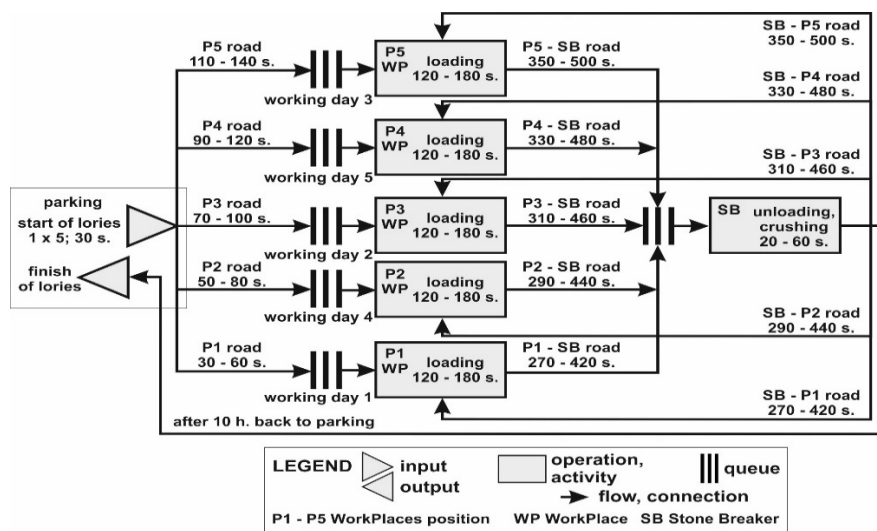 P5 road
110 - 140 s.
working day 3
P5
WP
loading
120 - 180 s.
P5 - SB road
350 - 500 s.
SB - P5 road
350 - 500 s.
P4 road
90 - 120 s.
working day 5
P4
WP
loading
120 - 180 s.
P4 - SB road
330 - 480 s.
SB - P4 road
330 - 480 s.
parking
start of lories
1 x 5; 30 s.
finish
of lories
P3 road
70 - 100 s.
working day 2
P3
WP
loading
120 - 180 s.
P3 - SB road
310 - 460 s.
SB - P3 road
310 - 460 s.
SB
unloading,
crushing
20 - 60 s.
P2 road
50 - 80 s.
working day 4
P2
WP
loading
120 - 180 s.
P2 - SB road
290 - 440 s.
SB - P2 road
290 - 440 s.
P1 road
30 - 60 s.
working day 1
P1
WP
loading
120 - 180 s.
P1 - SB road
270 - 420 s.
SB - P1 road
270 - 420 s.
after 10 h. back to parking
LEGEND
input
output
operation,
activity
queue
flow, connection
P1 - P5 WorkPlaces position WP WorkPlace SB Stone Breaker